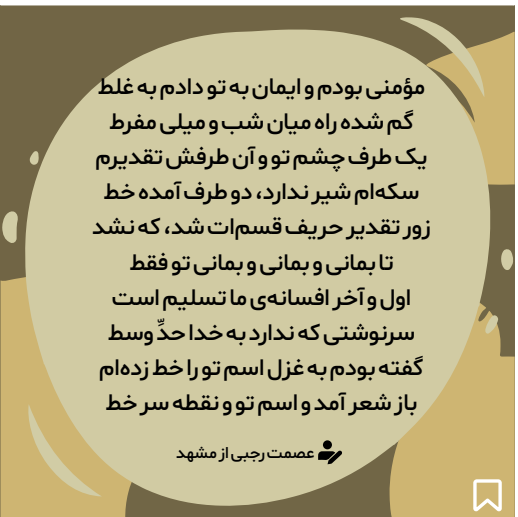 مؤمنی بودم و ایمان به تو دادم به غلط
گم شده راه میان شب و میلی مفرط
یک طرف چشم تو و آن طرفش تقدیرم
سکه‌ام شیر ندارد، دو طرف آمده خط
زور تقدیر حریف قسم‌ات شد، که نشد
تا بمانی و بمانی و بمانی تو فقط
اول و آخر افسانه‌ی ما تسلیم است
سرنوشتی که ندارد به خدا حدِّ وسط
گفته بودم به غزل اسم تو را خط زده‌ام
باز شعر آمد و اسم تو و نقطه سر خط
عصمت رجبی از مشهد